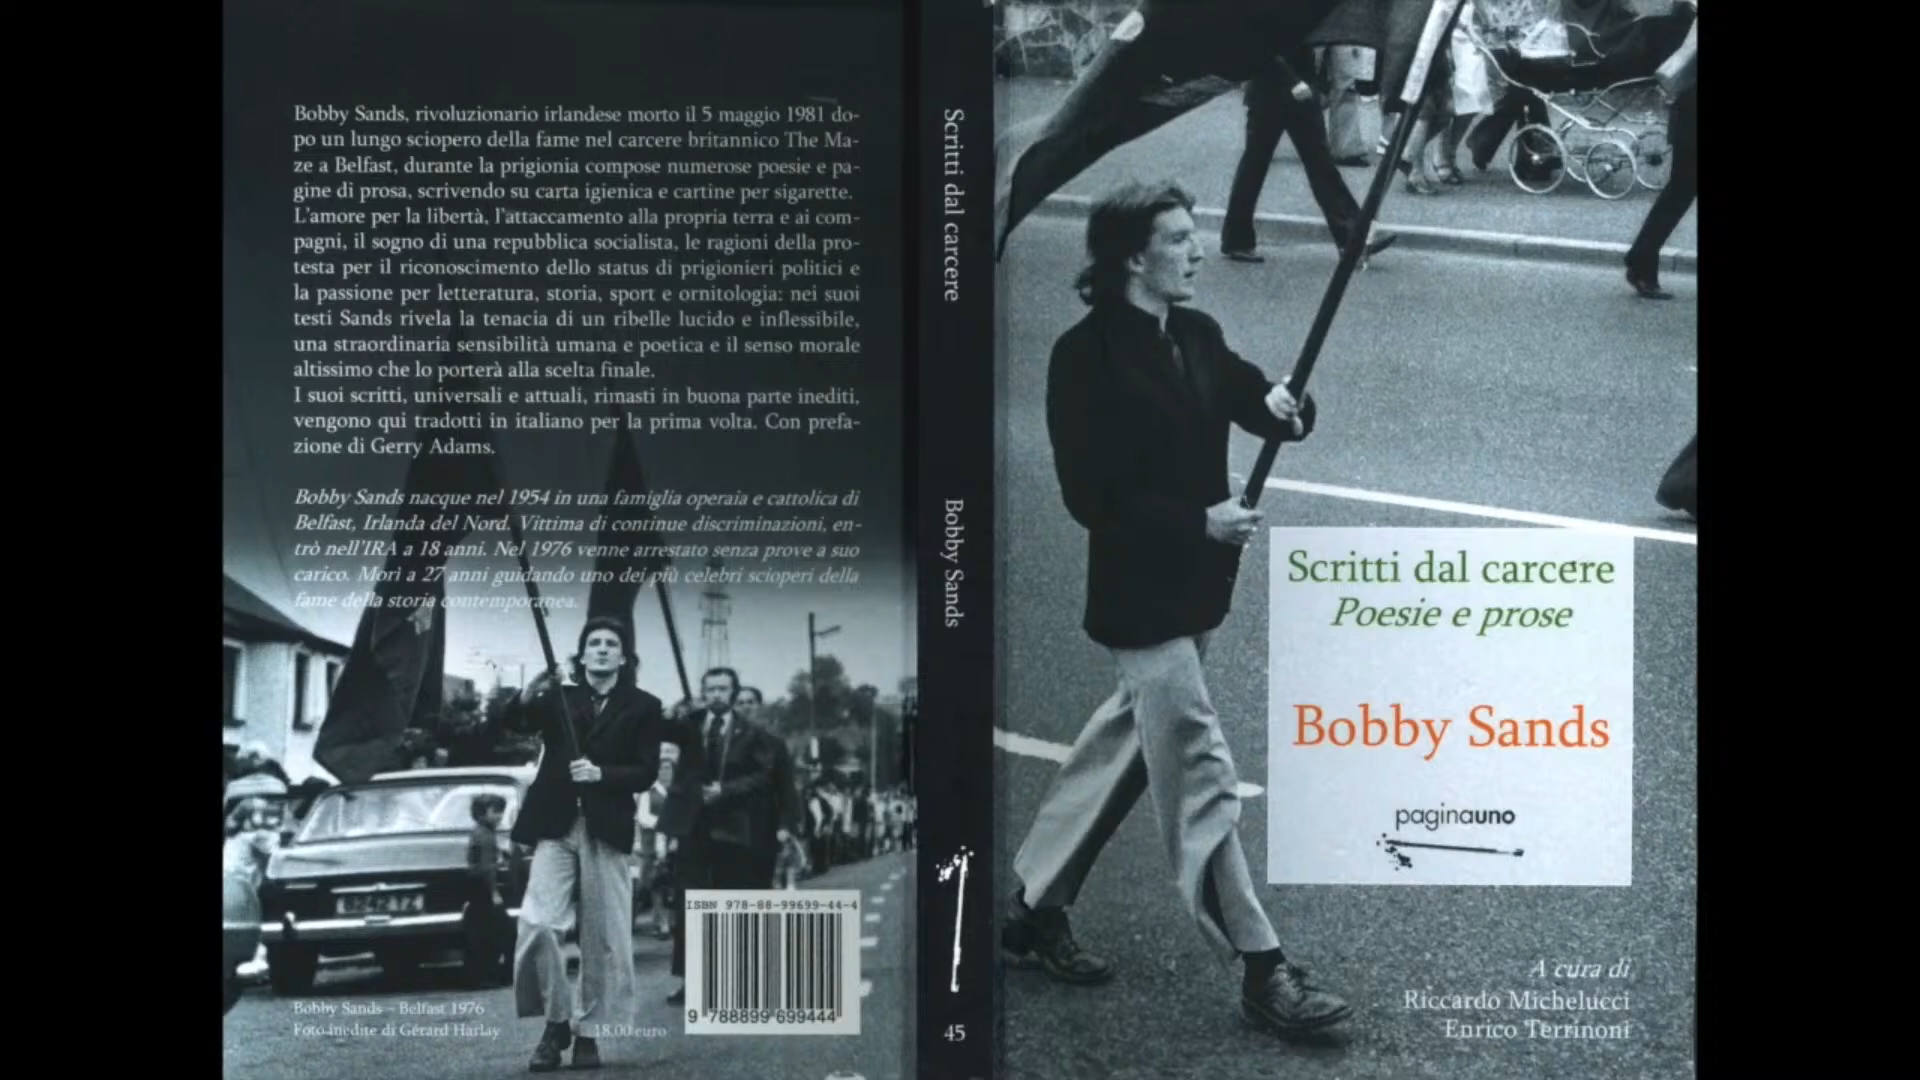 Bobby Sands, rivoluzionario irlandese morto il 5 maggio 1981 do-
po un lungo sciopero della fame nel carcere britannico The Ma-
ze a Belfast, durante la prigionia compose numerose poesie e pa-
gine di prosa, scrivendo su carta igienica e cartine per sigarette.
L'amore per la libertà, l'attaccamento alla propria terra e ai com-
pagni, il sogno di una repubblica socialista, le ragioni della pro-
testa per il riconoscimento dello status di prigionieri politici e
la passione per letteratura, storia, sport e ornitologia: nei suoi
testi Sands rivela la tenacia di un ribelle lucido e inflessibile,
una straordinaria sensibilità umana e poetica e il senso morale
altissimo che lo porterà alla scelta finale.
I suoi scritti, universali e attuali, rimasti in buona parte inediti,
vengono qui tradotti in italiano per la prima volta. Con prefa-
zione di Gerry Adams.
Bobby Sands nacque nel 1954 in una famiglia operaia e cattolica di
Belfast, Irlanda del Nord. Vittima di continue discriminazioni, en-
trò nell'IRA a 18 anni. Nel 1976 venne arrestato senza prove a suo
carico. Morì a 27 anni guidando uno dei più celebri scioperi della
fame della storia contemporanea.
Bobby Sands – Belfast 1976
Foto inedite di Gérard Harlay
18.00 euro
ISBN 978-88-99699-44-4
9 788899 699444
Scritti dal carcere
Bobby Sands
45
Scritti dal carcere
Poesie e prose
Bobby Sands
paginauno
A cura di
Riccardo Michelucci
Enrico Terrinoni